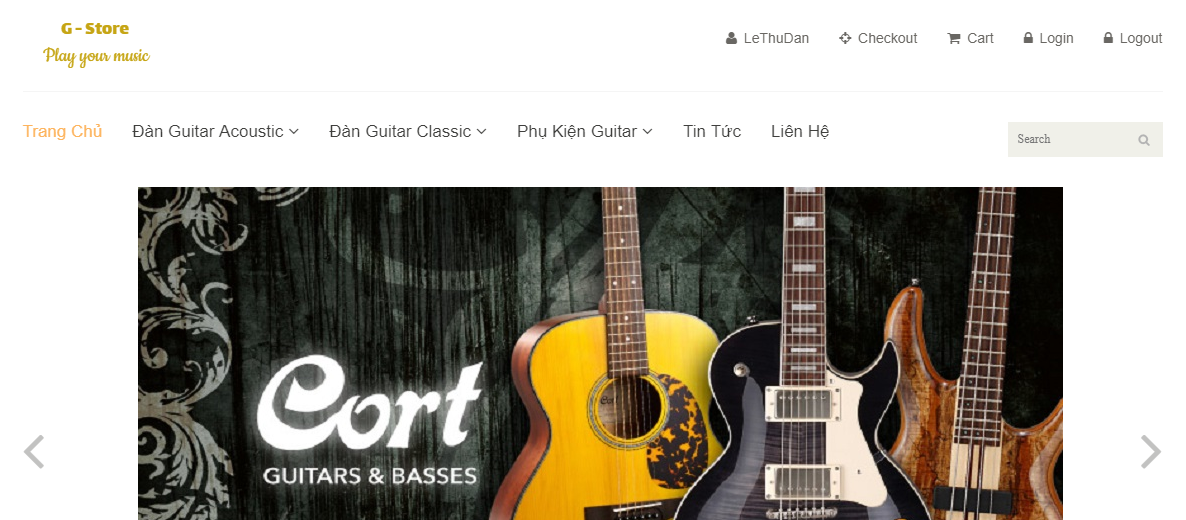 G - Store
Play your music
LeThuDan Checkout Cart Login Logout
Trang Chủ Đàn Guitar Acoustic Đàn Guitar Classic Phụ Kiện Guitar Tin Tức Liên Hệ
Search
Cort
Cort
GUITARS & BASSES